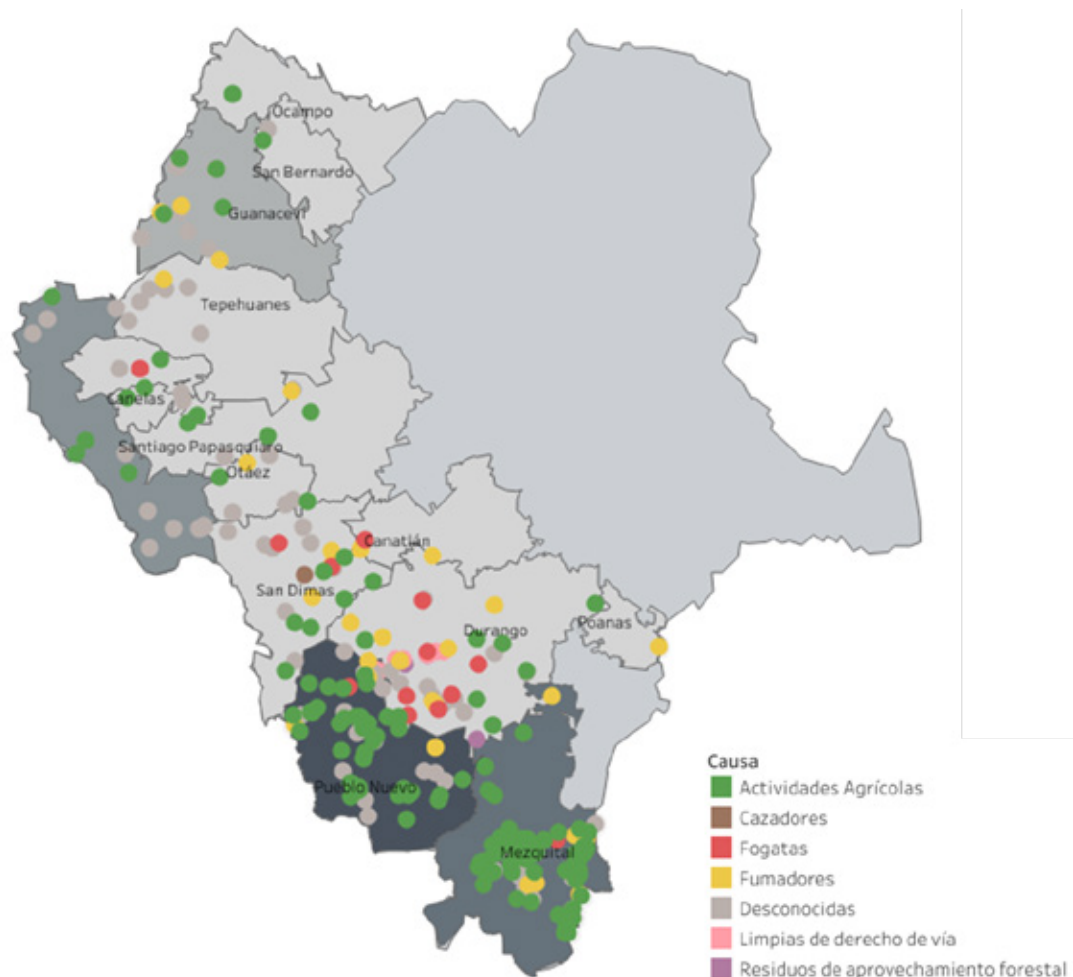 Ocampo
San Bernardo
Guanaceví
Tepehuanes
Canelas
Santiago Papasquiaro
Otáez
Canatlán
San Dimas
Poanas
Durango
Pueblo Nuevo
Mezquital
Causa
Actividades Agrícolas
Cazadores
Fogatas
Fumadores
Desconocidas
Limpias de derecho de vía
Residuos de aprovechamiento forestal